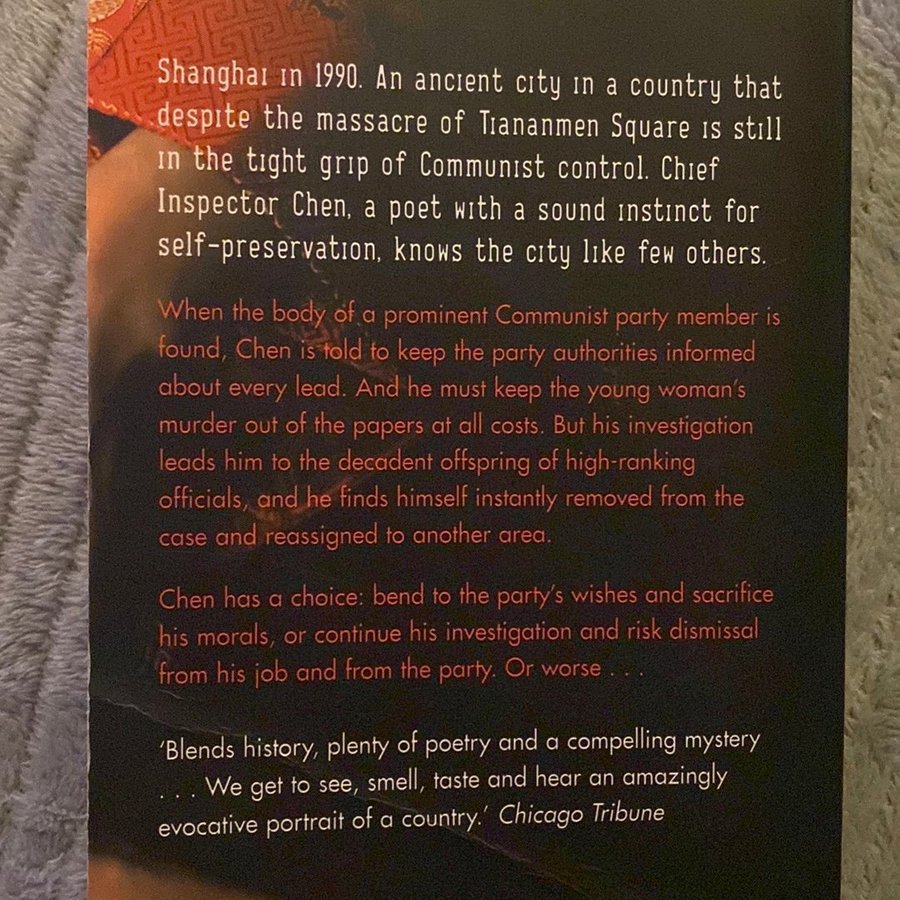 Shanghai in 1990. An ancient city in a country that
despite the massacre of Tiananmen Square is still
in the tight grip of Communist control. Chief
Inspector Chen, a poet with a sound instinct for
self-preservation, knows the city like few others.
When the body of a prominent Communist party member is
found, Chen is told to keep the party authorities informed
about every lead. And he must keep the young woman's
murder out of the papers at all costs. But his investigation
leads him to the decadent offspring of high-ranking
officials, and he finds himself instantly removed from the
case and reassigned to another area.
Chen has a choice: bend to the party's wishes and sacrifice
his morals, or continue his investigation and risk dismissal
from his job and from the party. Or worse . . .
'Blends history, plenty of poetry and a compelling mystery
. . . We get to see, smell, taste and hear an amazingly
evocative portrait of a country.' Chicago Tribune